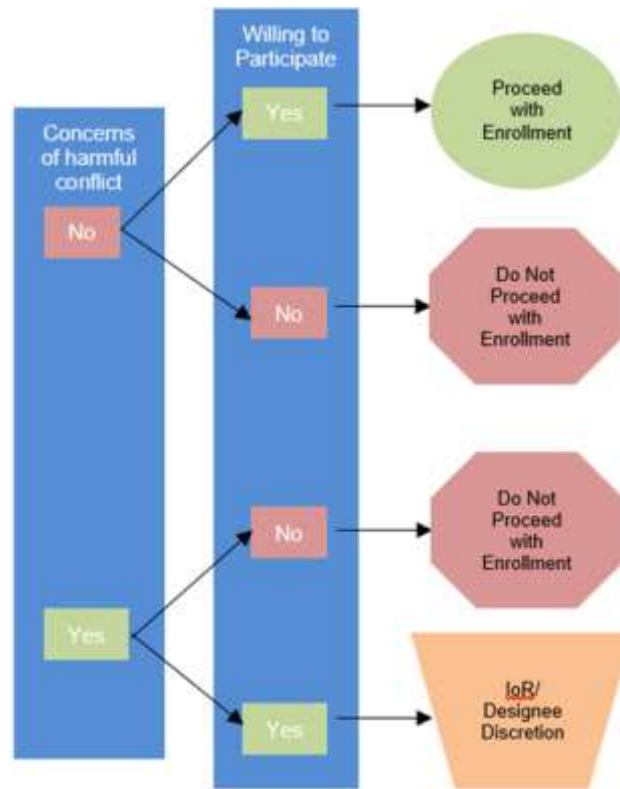 Concerns
of harmful
conflict
No
Yes
Willing to
Participate
Yes
No
No
Yes
Proceed
with
Enrollment
Do Not
Proceed
with
Enrollment
Do Not
Proceed
with
Enrollment
IoR/
Designee
Discretion